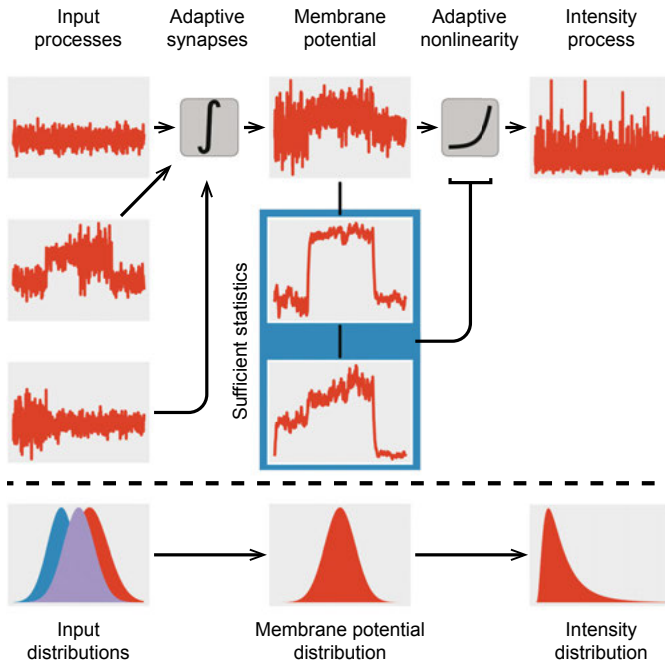 Input
processes
Adaptive
synapses
Membrane
potential
Adaptive
nonlinearity
Intensity
process
Sufficient statistics
Input
distributions
Membrane potential
distribution
Intensity
distribution